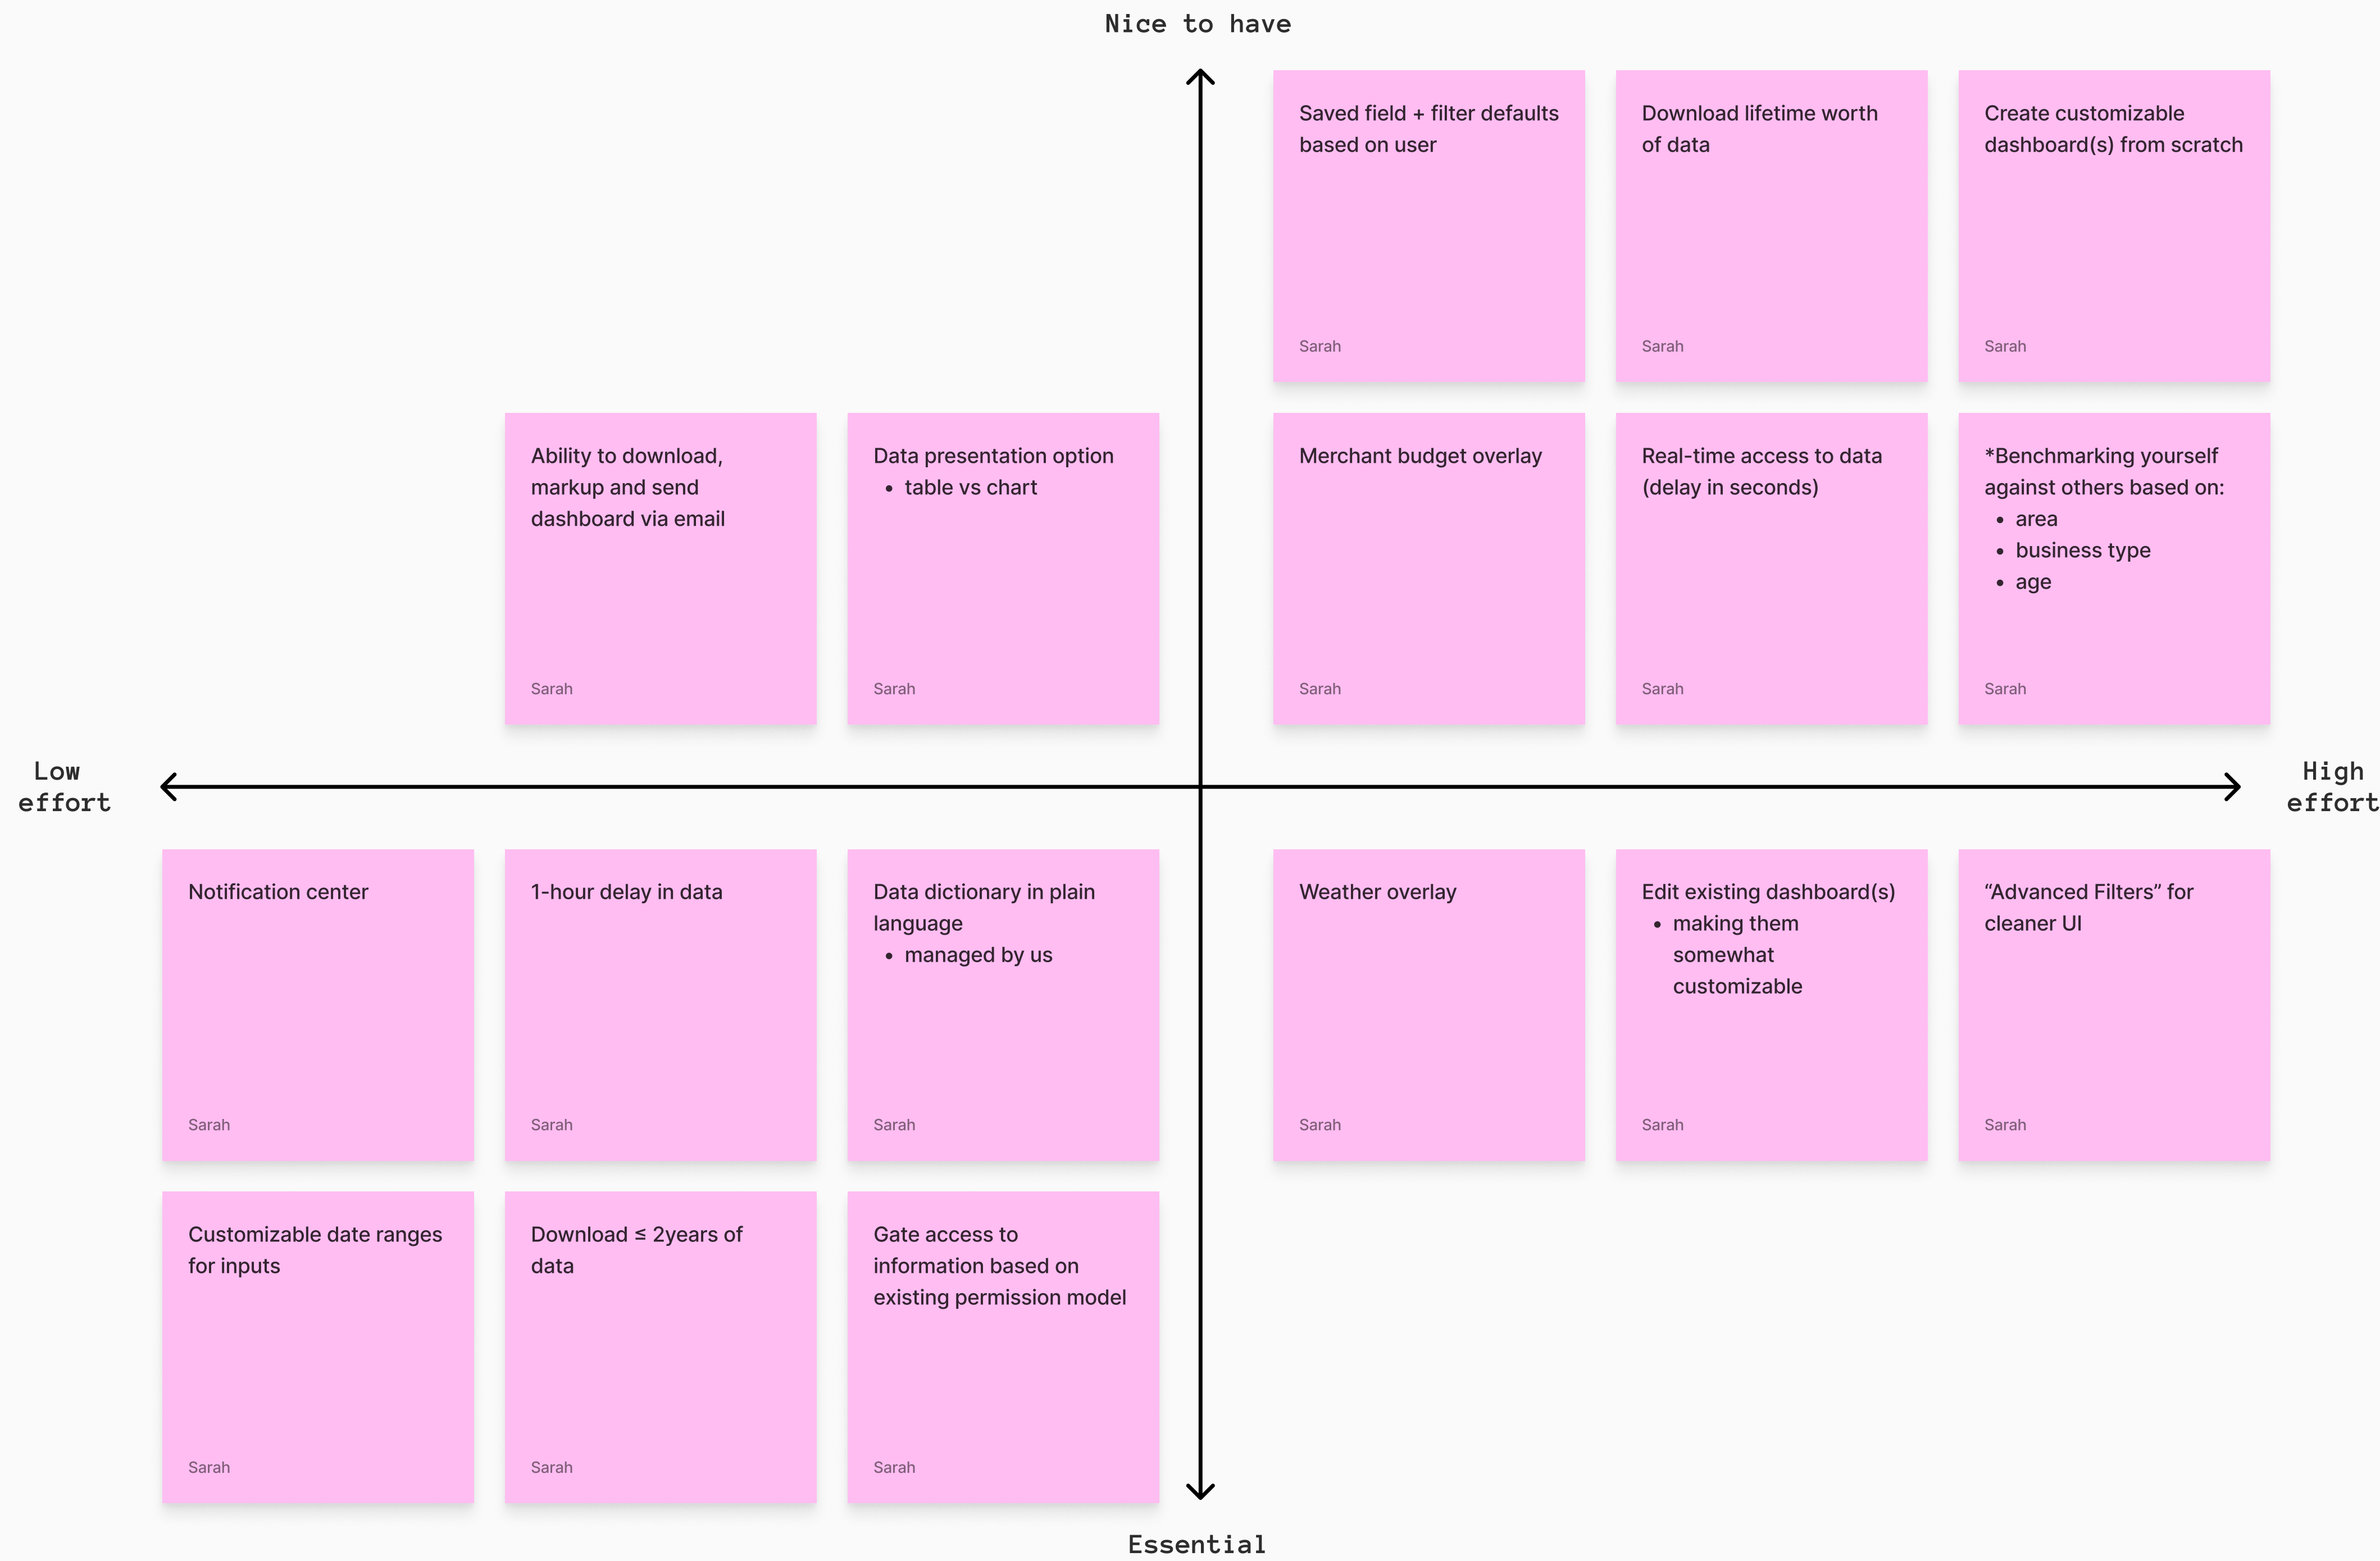 Nice to have
Saved field + filter defaults
based on user
Sarah
Download lifetime worth
of data
Sarah
Create customizable
dashboard(s) from scratch
Sarah
Ability to download,
markup and send
dashboard via email
Sarah
Data presentation option
• table vs chart
Sarah
Merchant budget overlay
Sarah
Real-time access to data
(delay in seconds)
Sarah
*Benchmarking yourself
against others based on:
• area
• business type
• age
Sarah
Low
effort
High
effort
Notification center
Sarah
1-hour delay in data
Sarah
Data dictionary in plain
language
• managed by us
Sarah
Weather overlay
Sarah
Edit existing dashboard(s)
• making them
somewhat
customizable
Sarah
“Advanced Filters” for
cleaner UI
Sarah
Customizable date ranges
for inputs
Sarah
Download ≤ 2years of
data
Sarah
Gate access to
information based on
existing permission model
Sarah
Essential